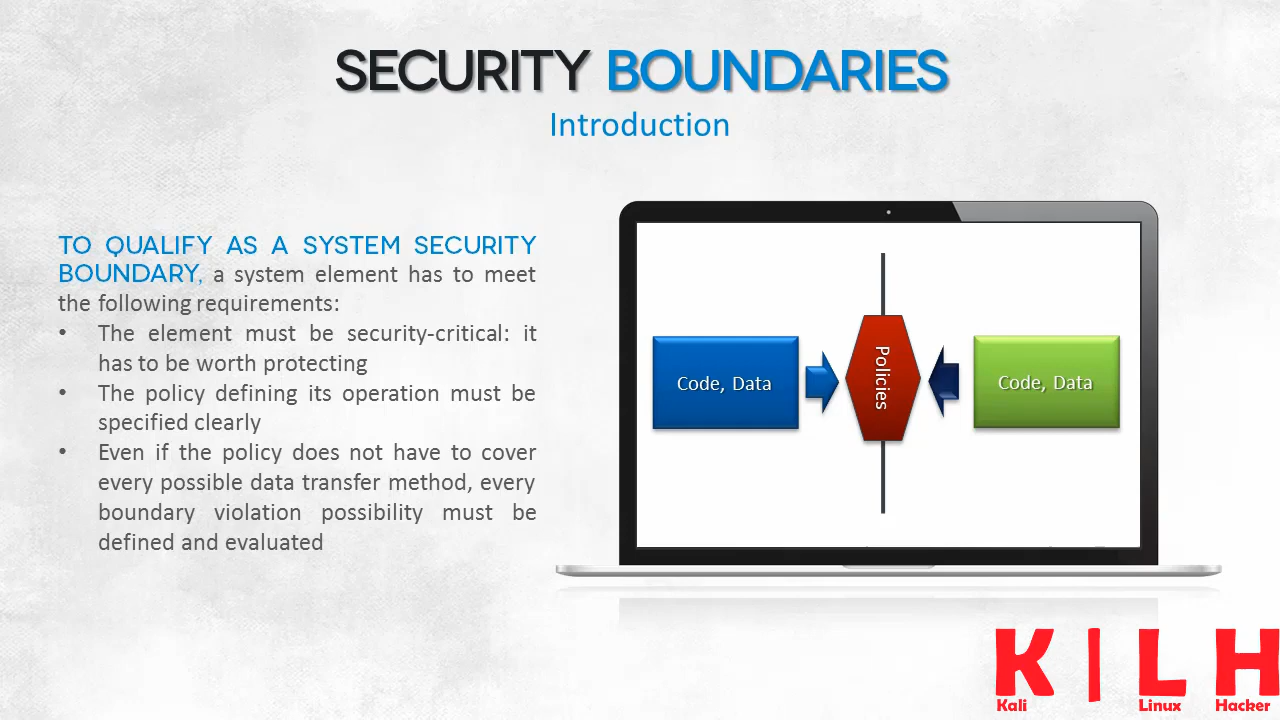 SECURITY BOUNDARIES
Introduction
TO QUALIFY AS A SYSTEM SECURITY
BOUNDARY, a system element has to meet
the following requirements:
• The element must be security-critical: it
has to be worth protecting
• The policy defining its operation must be
specified clearly
• Even if the policy does not have to cover
every possible data transfer method, every
boundary violation possibility must be
defined and evaluated
Code, Data
Policies
Code, Data
K | L H
Kali Linux Hacker